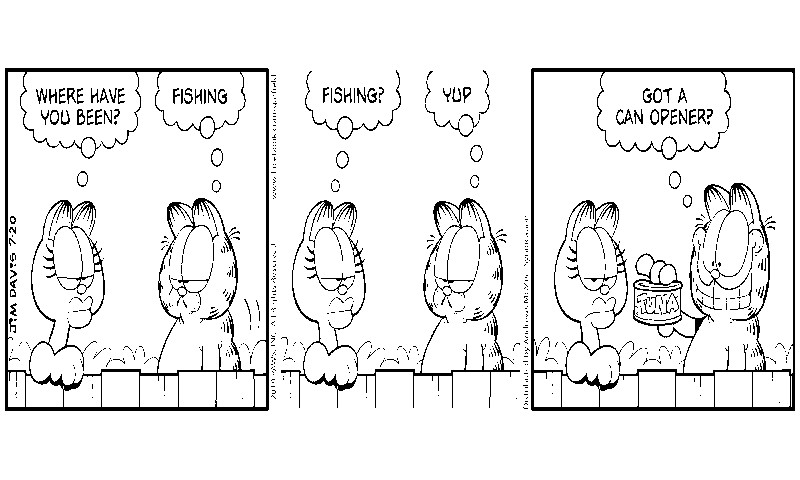 WHERE HAVE
YOU BEEN?
FISHING
JIM DAVIS 7-20
FISHING?
YUP
GOT A
CAN OPENER?
TUNA